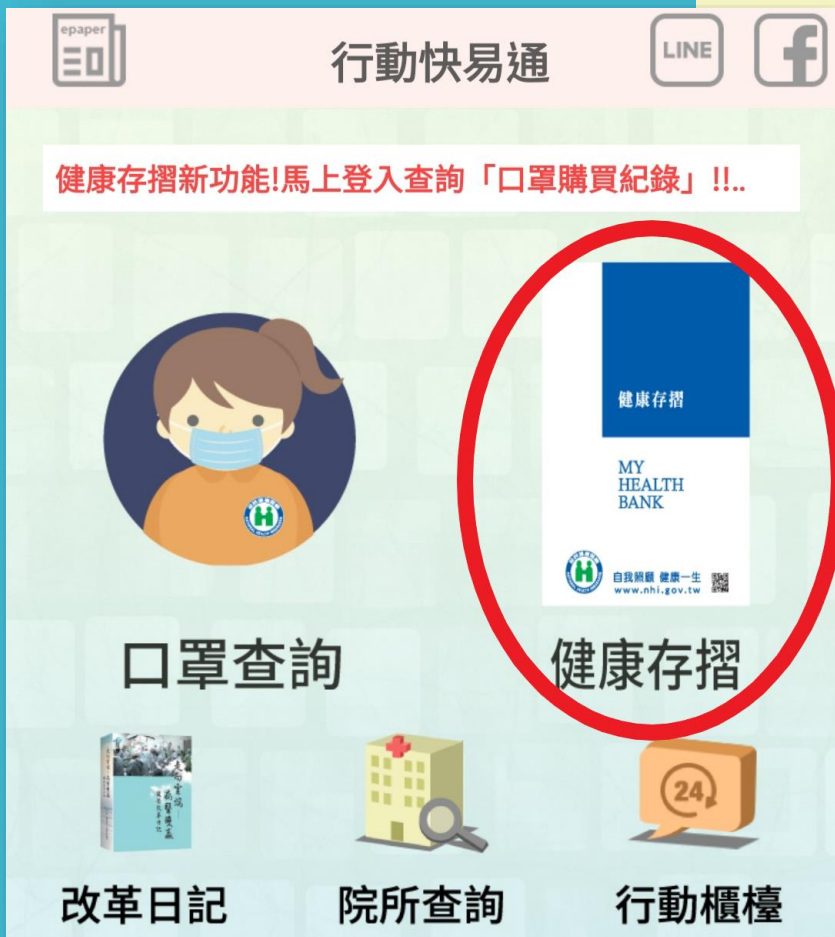 epaper
行動快易通
LINE
健康存摺新功能!馬上登入查詢「口罩購買紀錄」!!..
健康存摺
MY
HEALTH
BANK
自我照顧 健康一生
www.nhi.gov.tw
口罩查詢
健康存摺
24
改革日記
院所查詢
行動櫃檯